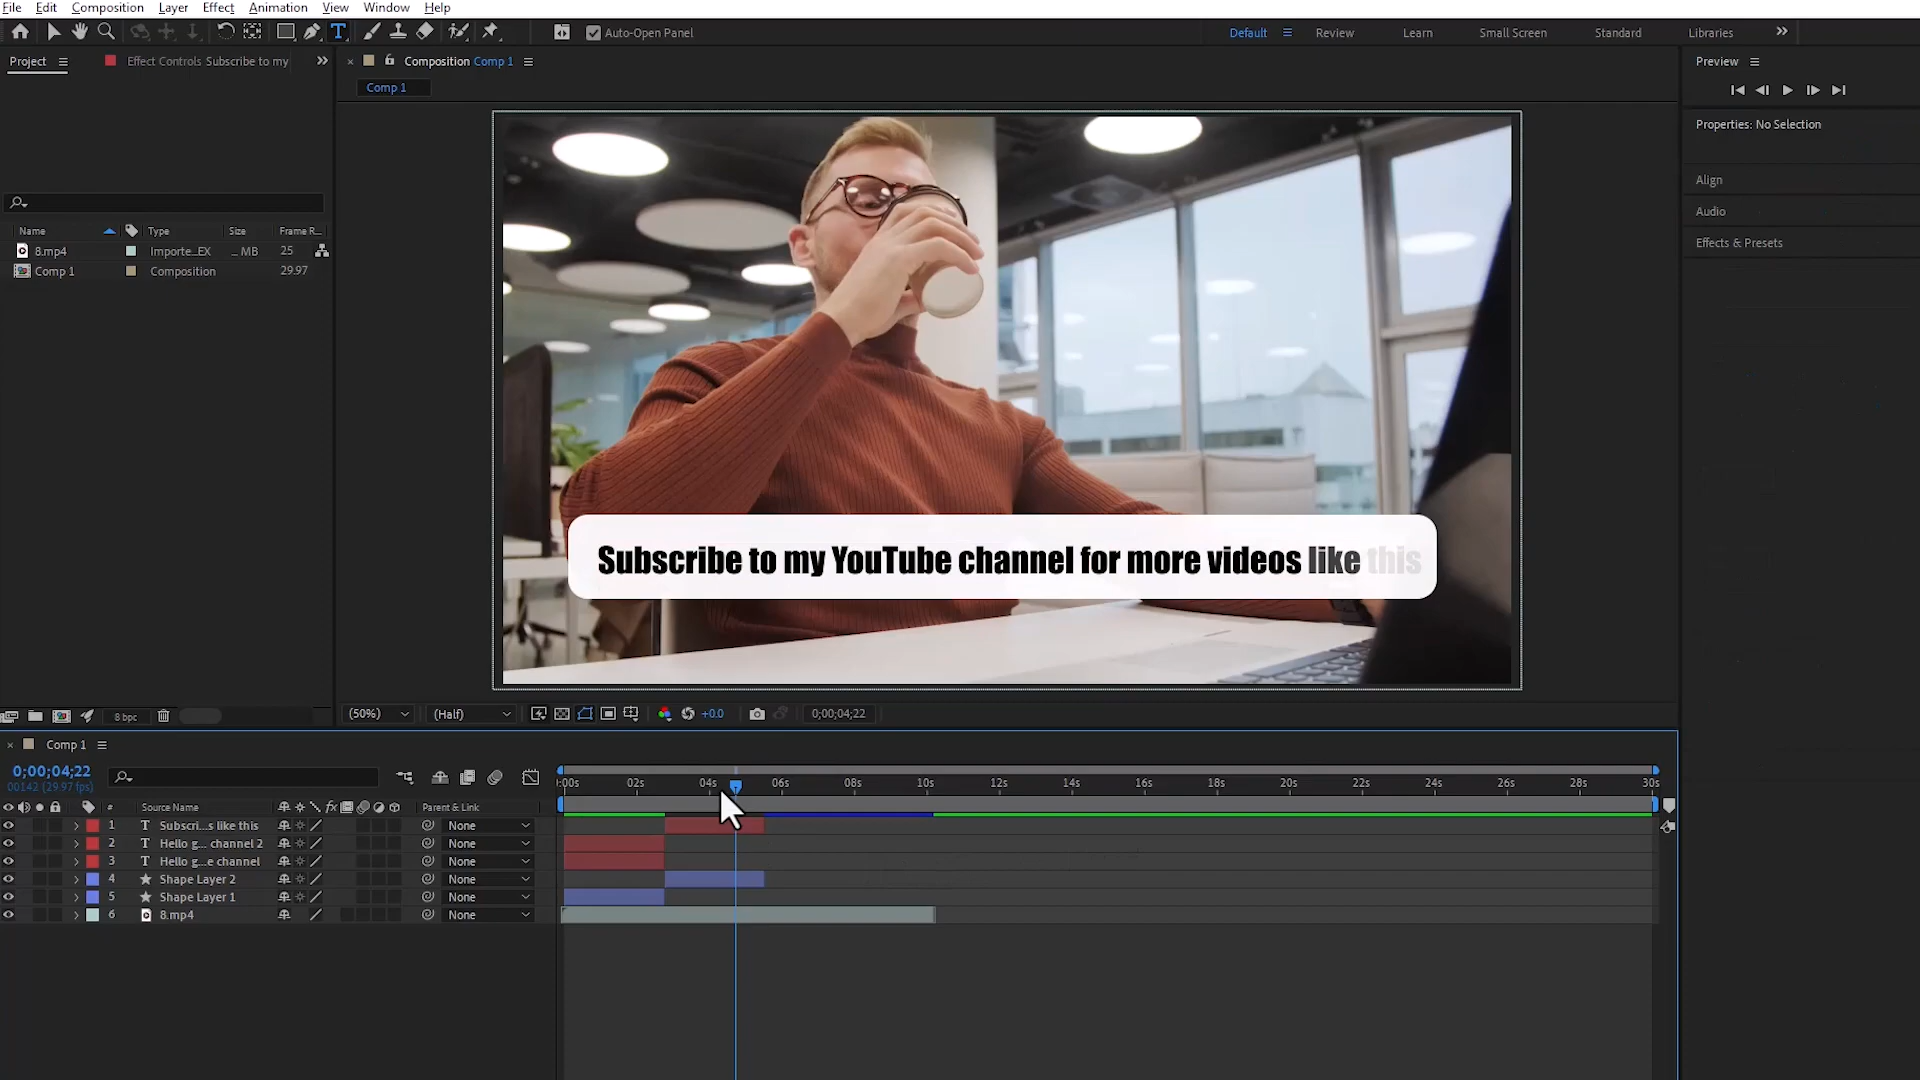 File Edit Composition Layer Effect Animation View Window Help
T Auto-Open Panel Default Review Learn Small Screen Standard Libraries
Project Effect Controls Subscribe to my
Composition Comp 1
Preview
Comp 1
Properties: No Selection
Align
Audio
Effects & Presets
Name Type Size Frame R...
8.mp4 Importe...EX ... MB 25
Comp 1 Composition 29.97
Subscribe to my YouTube channel for more videos like this
8 bpc
(50%) (Half) +0.0 0;00;04;22
Comp 1
0;00;04;22
00142 (29.97 fps)
:00s 02s 04s 06s 08s 10s 12s 14s 16s 18s 20s 22s 24s 26s 28s 30s
# Source Name fx Parent & Link
1 T Subscri...s like this None
2 T Hello g... channel 2 None
3 T Hello g...e channel None
4 Shape Layer 2 None
5 Shape Layer 1 None
6 8.mp4 None